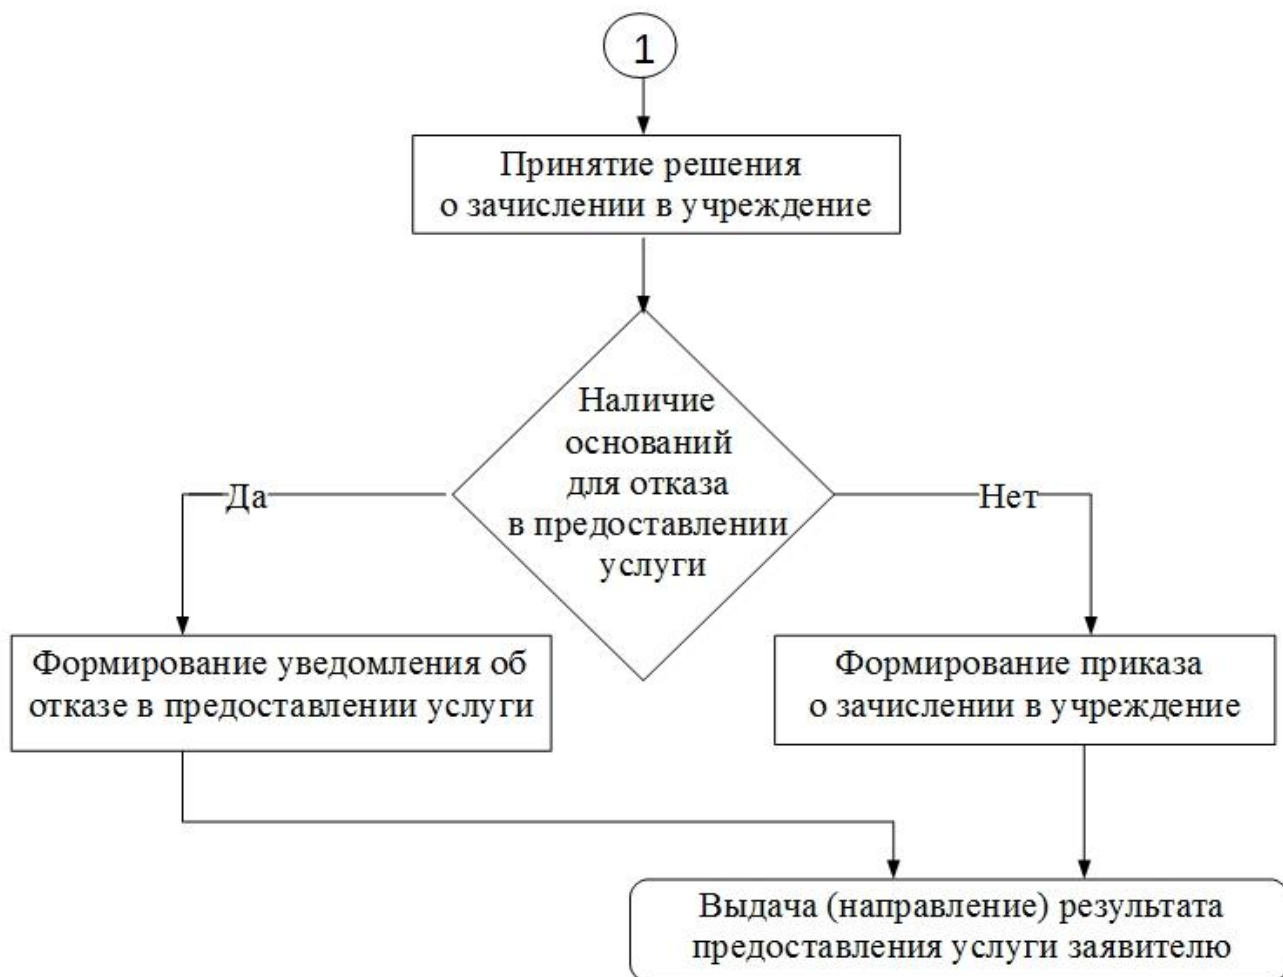 1
Принятие решения
о зачислении в учреждение
Наличие
оснований
для отказа
в предоставлении
услуги
Да
Нет
Формирование уведомления об
отказе в предоставлении услуги
Формирование приказа
о зачислении в учреждение
Выдача (направление) результата
предоставления услуги заявителю